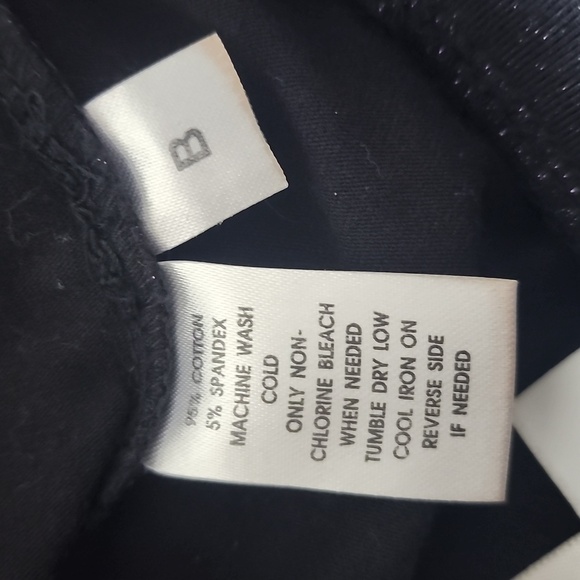 B
95% COTTON
5% SPANDEX
MACHINE WASH
COLD
ONLY NON-
CHLORINE BLEACH
WHEN NEEDED
TUMBLE DRY LOW
COOL IRON ON
REVERSE SIDE
IF NEEDED